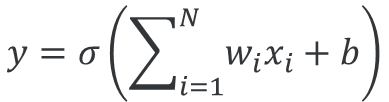 y = σ(∑_{i=1}^{N} w_i x_i + b)